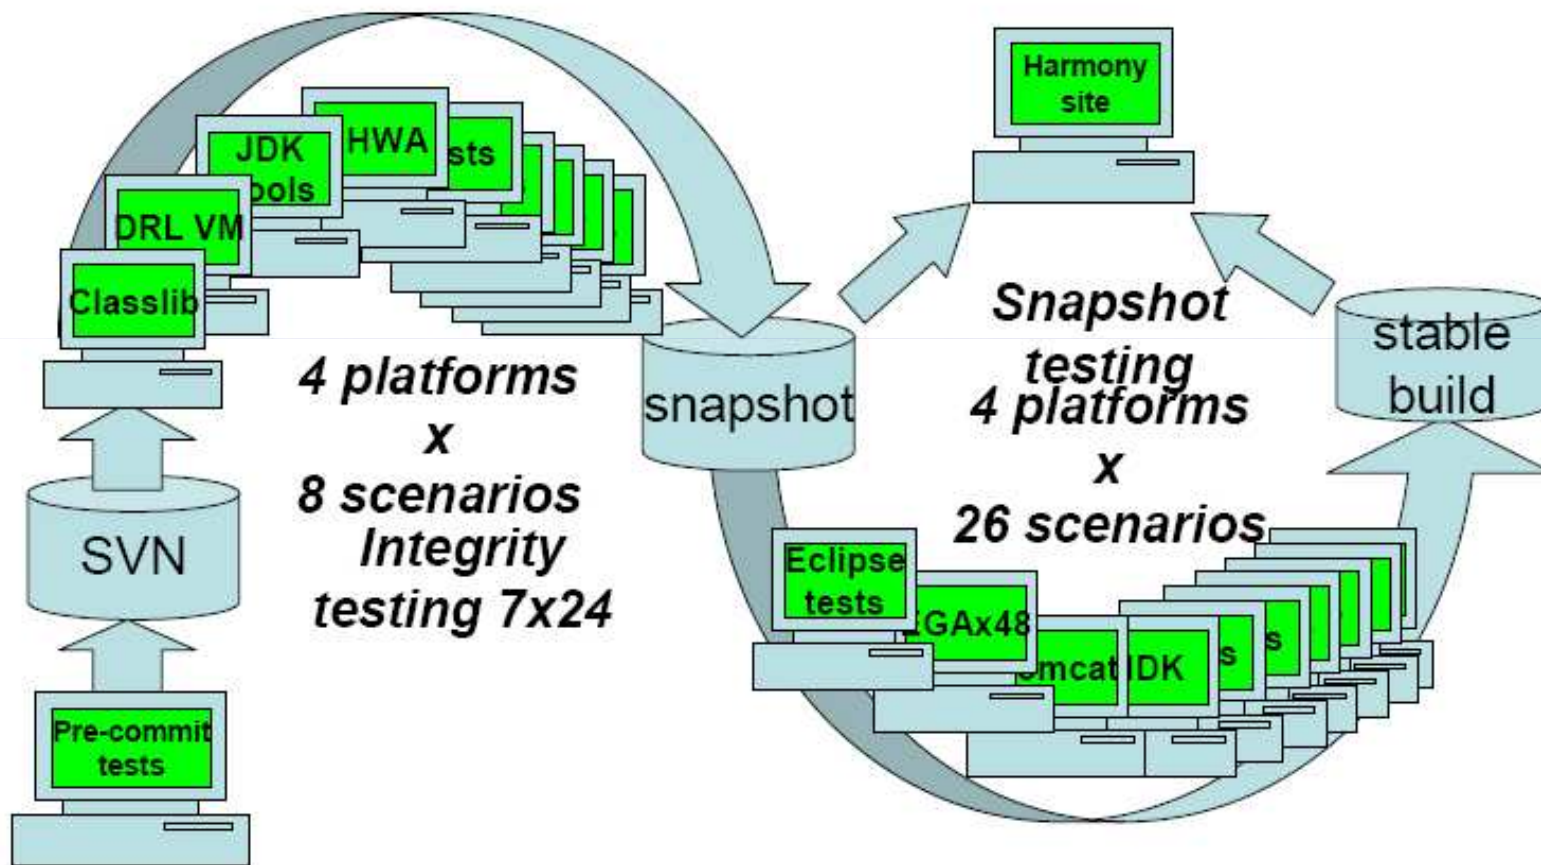 Harmony
site
HWA
JDK
DRL VM
Classlib
Snapshot
testing
4 platforms
x
26 scenarios
4 platforms
x
8 scenarios
Integrity
testing 7x24
snapshot
stable
build
SVN
Eclipse
tests
Pre-commit
tests